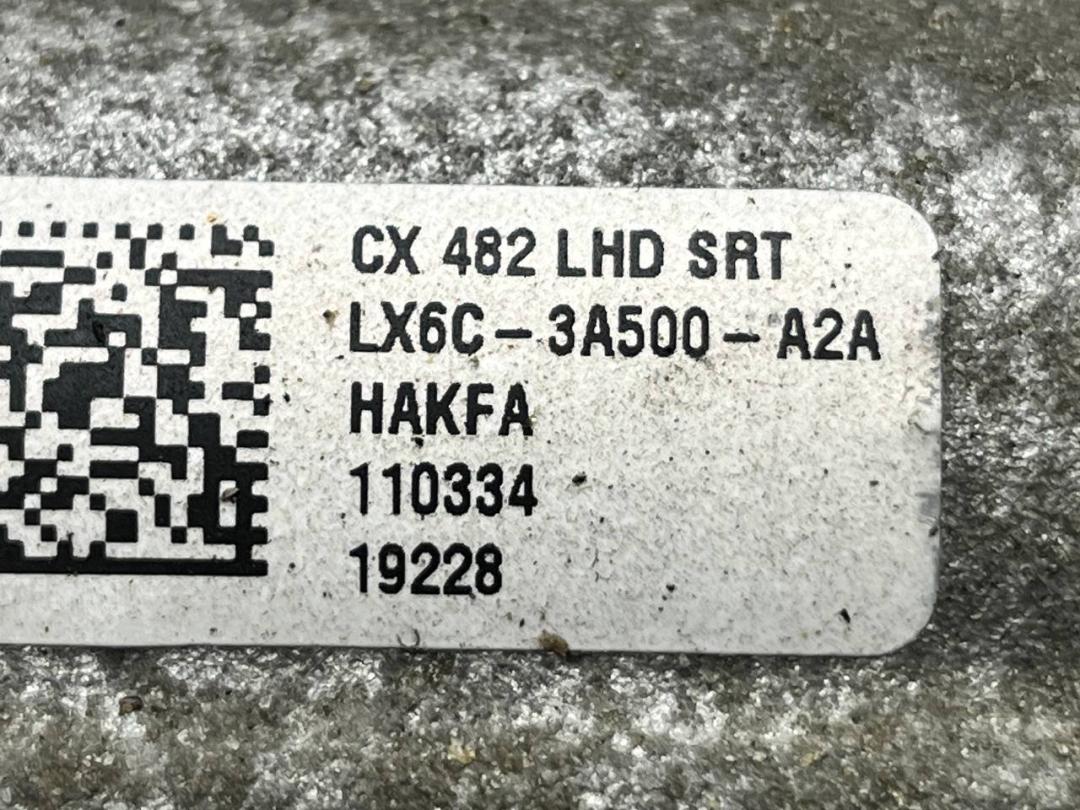 CX 482 LHD SRT
LX6C-3A500-A2A
HAKFA
110334
19228